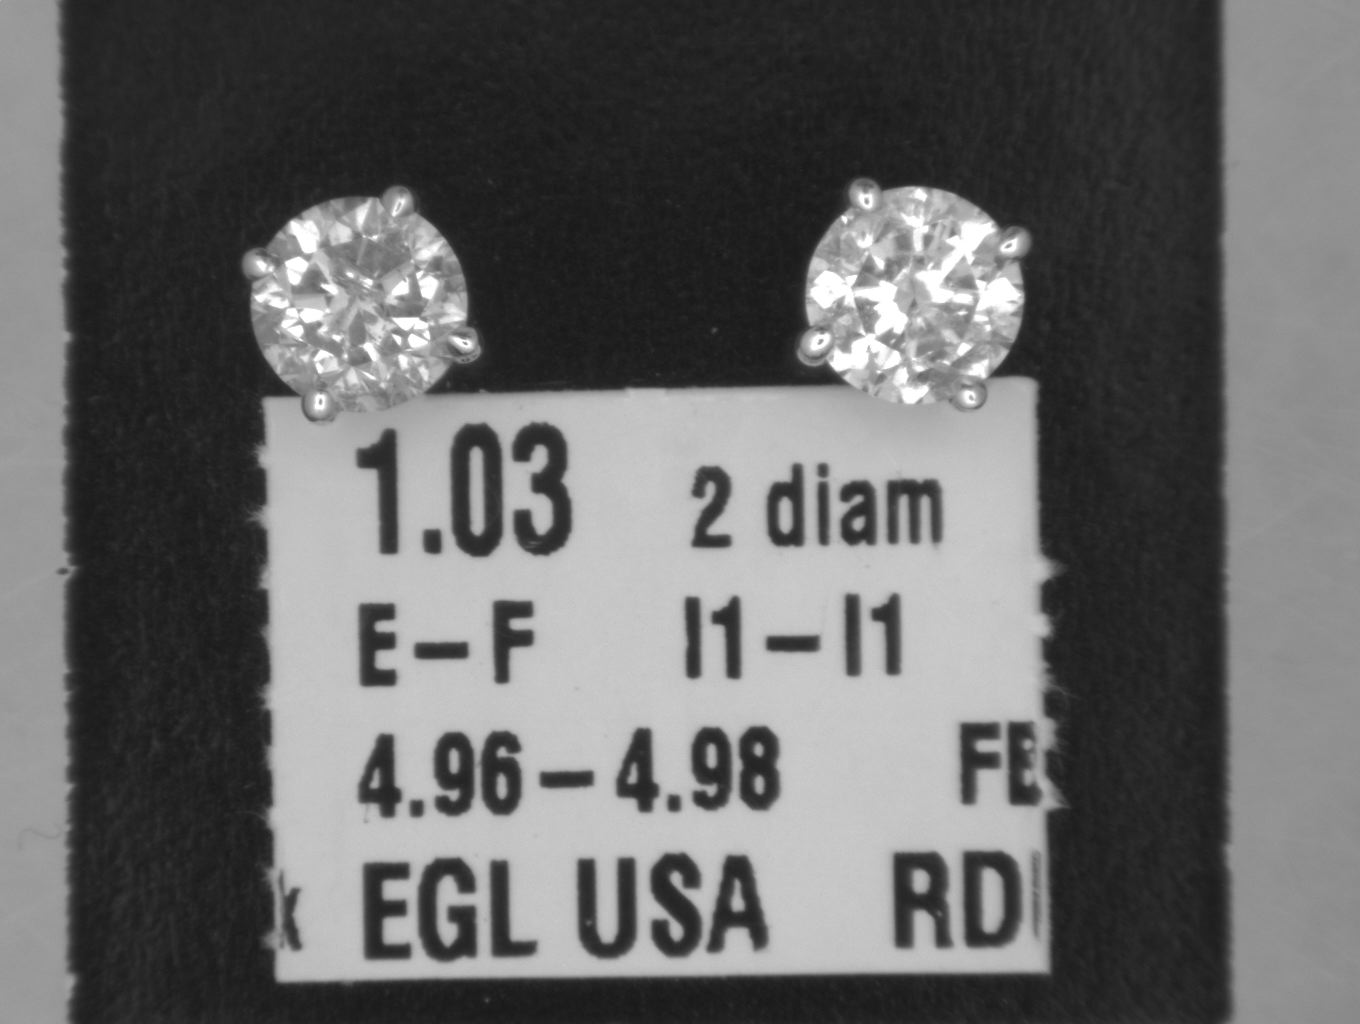 1.03 2 diam
E–F I1–I1
4.96–4.98
EGL USA